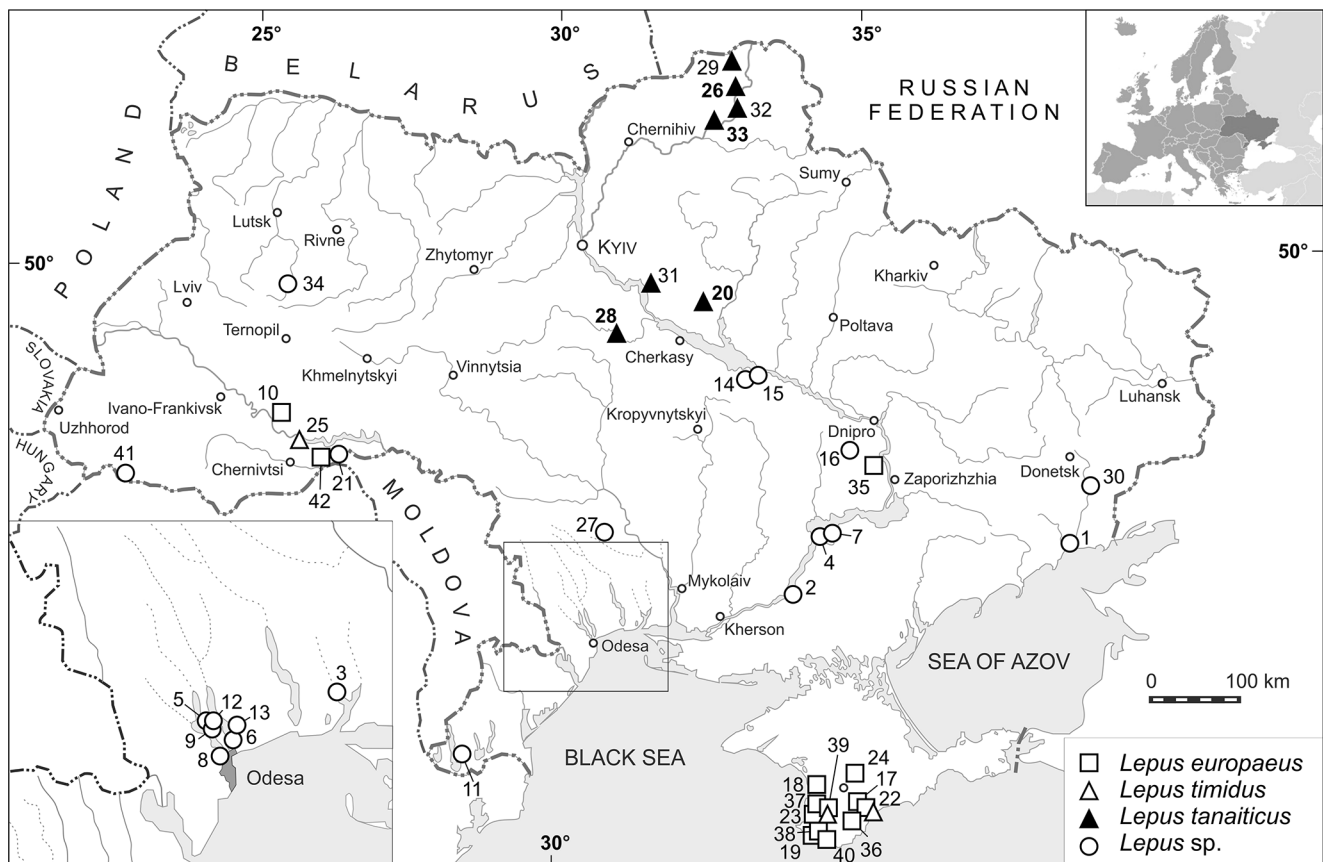 25°
30°
35°
BELARUS
29
26
32
33
RUSSIAN
FEDERATION
Chernihiv
POLAND
Sumy
Lutsk
Rivne
KYIV
Zhytomyr
50°
50°
Kharkiv
34
31
20
Lviv
28
Ternopil
Poltava
Cherkasy
SLOVAKIA
Khmelnytskyi
Vinnytsia
14
15
Luhansk
10
Ivano-Frankivsk
Kropyvnytskyi
Uzhhorod
25
Dnipro
HUNGARY
41
Chernivtsi
42
21
16
35
Zaporizhzhia
Donetsk
30
MOLDOVA
27
7
4
1
Mykolaiv
2
Kherson
Odesa
SEA OF AZOV
0
100 km
3
5
12
13
9
6
8
Odesa
BLACK SEA
11
39
24
18
17
37
22
23
38
19
40
36
30°
35°
Lepus europaeus
Lepus timidus
Lepus tanaiticus
Lepus sp.